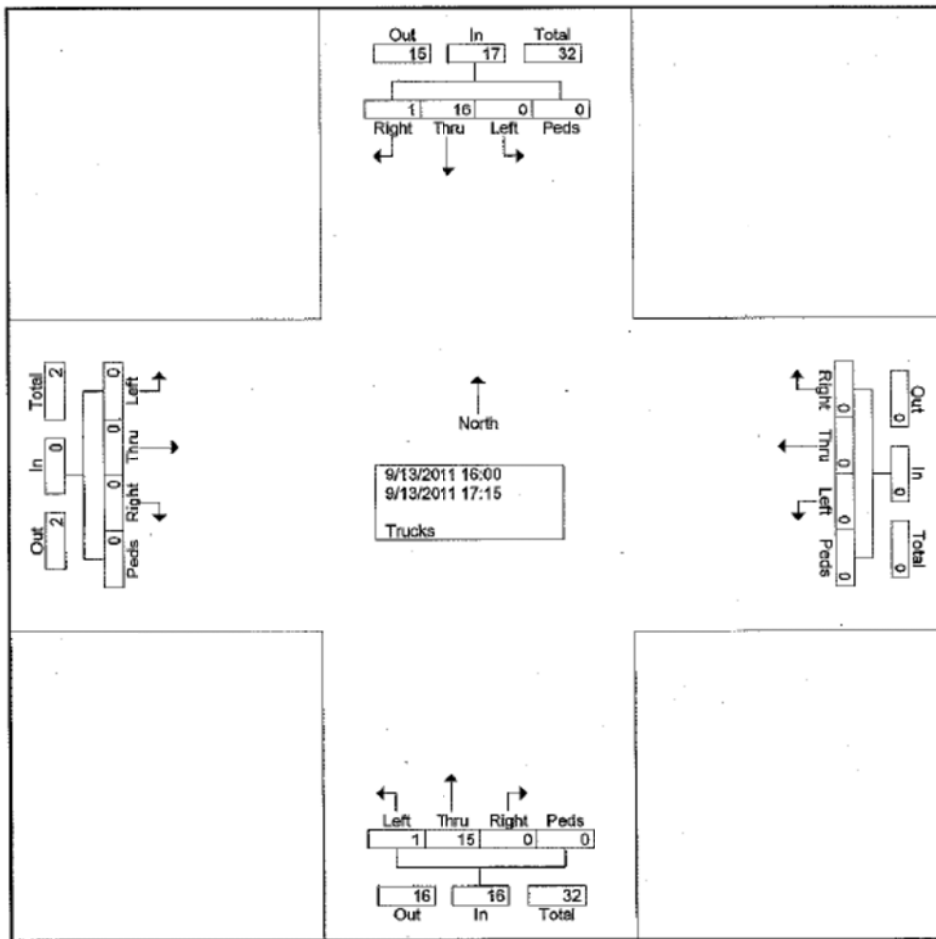 Out In Total
15 17 32
1 16 0 0
Right Thru Left Peds
Total In Out
2 0 2
0 0 0 0
Left Thru Right Peds
North
9/13/2011 16:00
9/13/2011 17:15
Trucks
Right Thru Left Peds
0 0 0 0
Out In Total
0 0 0
Left Thru Right Peds
1 15 0 0
16 16 32
Out In Total